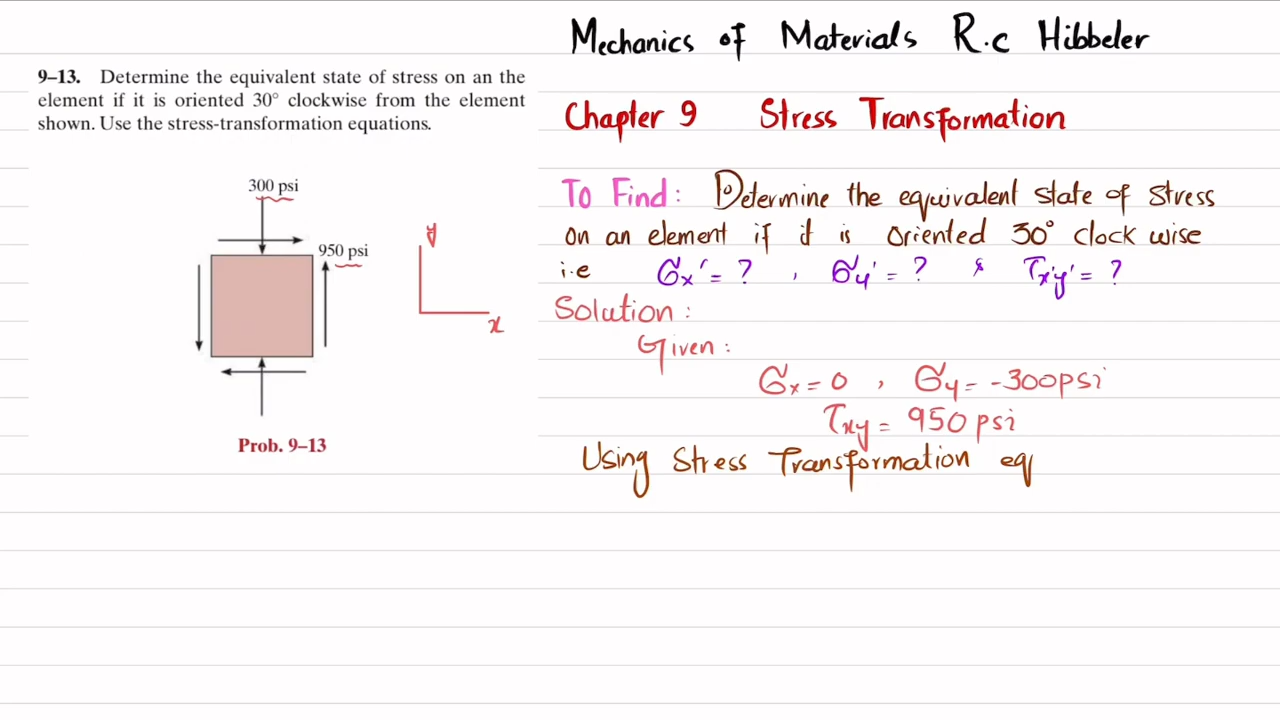 Mechanics of Materials R.c Hibbeler
9–13. Determine the equivalent state of stress on an the
element if it is oriented 30° clockwise from the element
shown. Use the stress-transformation equations.
300 psi
950 psi
y
x
Prob. 9–13
Chapter 9 Stress Transformation
To Find: Determine the equivalent state of stress
on an element if it is oriented 30° clock wise
i.e σx' = ? , σy' = ? & τx'y' = ?
Solution:
Given:
σx = 0 , σy = -300psi
τxy = 950 psi
Using Stress Transformation eq